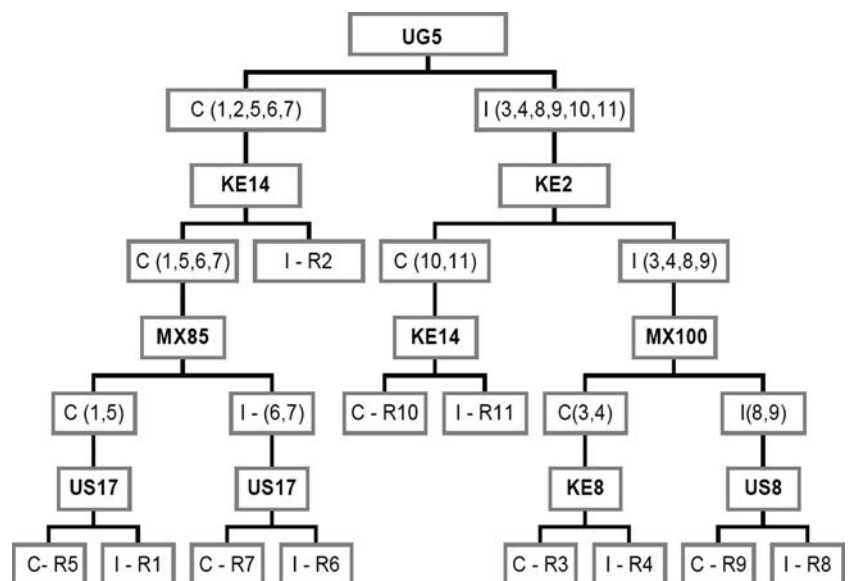 UG5
C (1,2,5,6,7)
I (3,4,8,9,10,11)
KE14
KE2
C (1,5,6,7)
I - R2
C (10,11)
I (3,4,8,9)
MX85
KE14
MX100
C (1,5)
I - (6,7)
C - R10
I - R11
C(3,4)
I(8,9)
US17
US17
KE8
US8
C- R5
I - R1
C - R7
I - R6
C - R3
I - R4
C - R9
I - R8